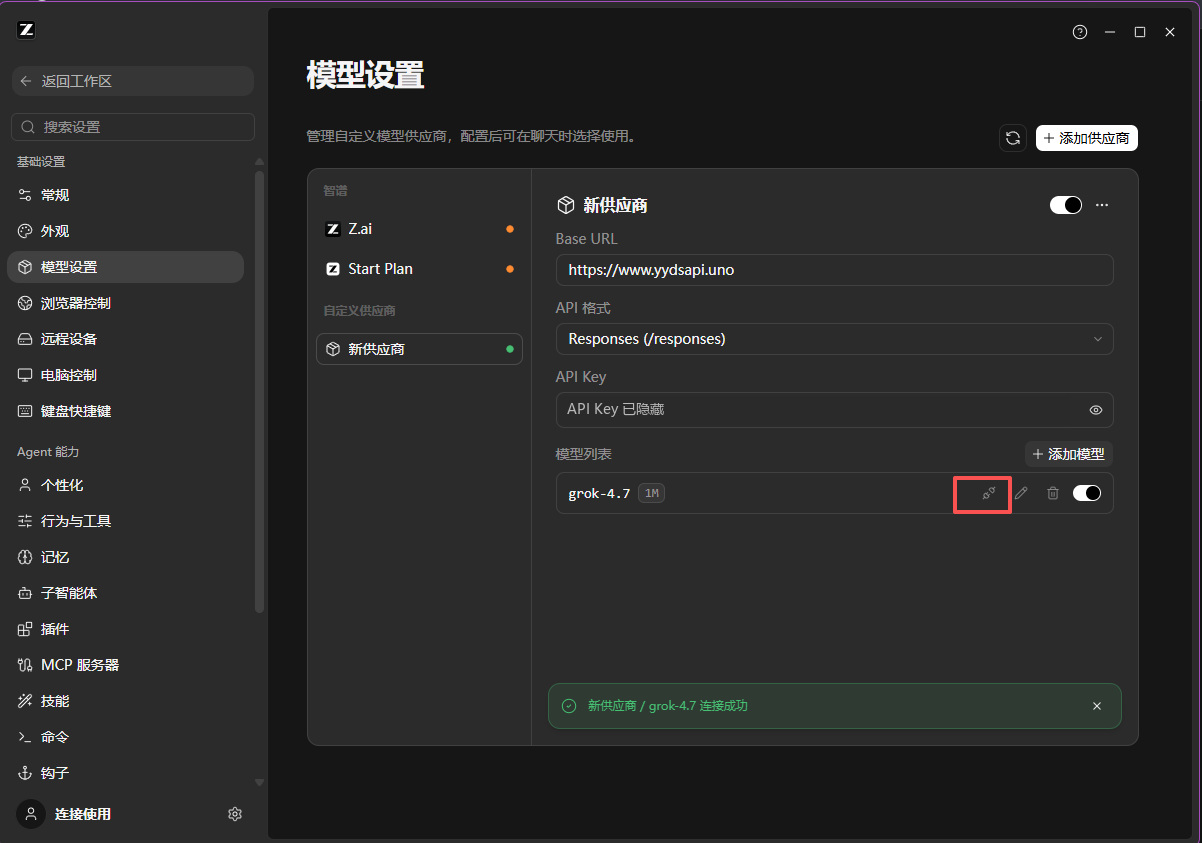 Z
返回工作区
搜索设置
基础设置
常规
外观
模型设置
浏览器控制
远程设备
电脑控制
键盘快捷键
Agent 能力
个性化
行为与工具
记忆
子智能体
插件
MCP 服务器
技能
命令
钩子
连接使用
模型设置
管理自定义模型供应商，配置后可在聊天时选择使用。
添加供应商
智谱
Z Z.ai
Z Start Plan
自定义供应商
新供应商
新供应商
Base URL
https://www.yydsapi.uno
API 格式
Responses (/responses)
API Key
API Key 已隐藏
模型列表
添加模型
grok-4.7 1M
新供应商 / grok-4.7 连接成功